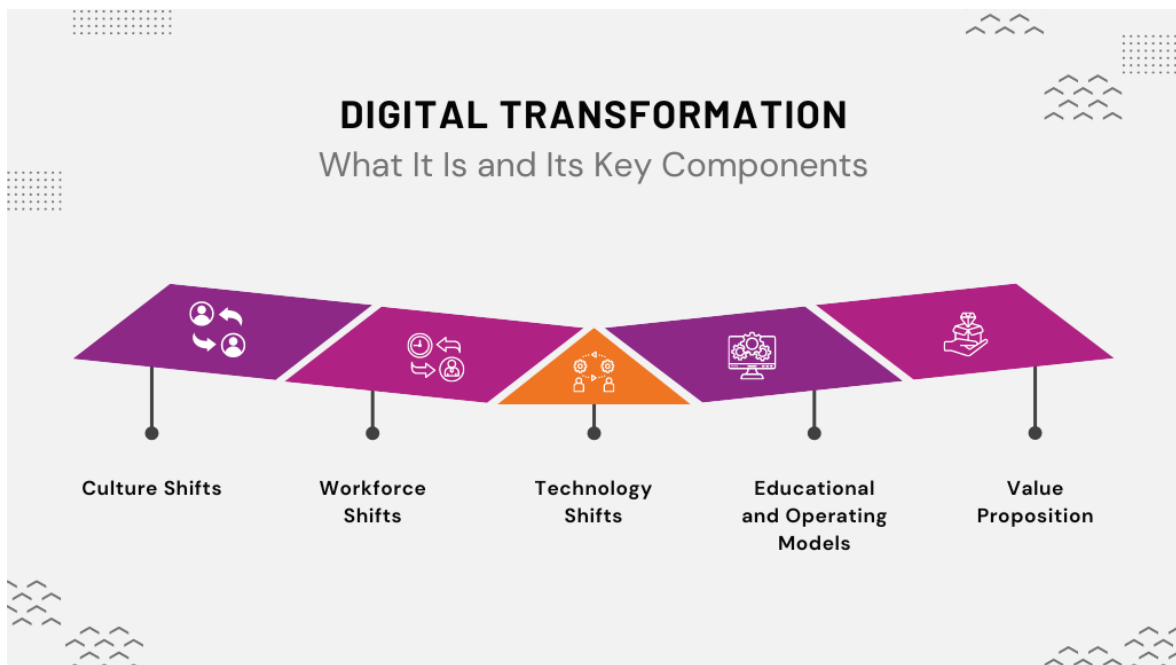 DIGITAL TRANSFORMATION
What It Is and Its Key Components
Culture Shifts
Workforce
Shifts
Technology
Shifts
Educational
and Operating
Models
Value
Proposition